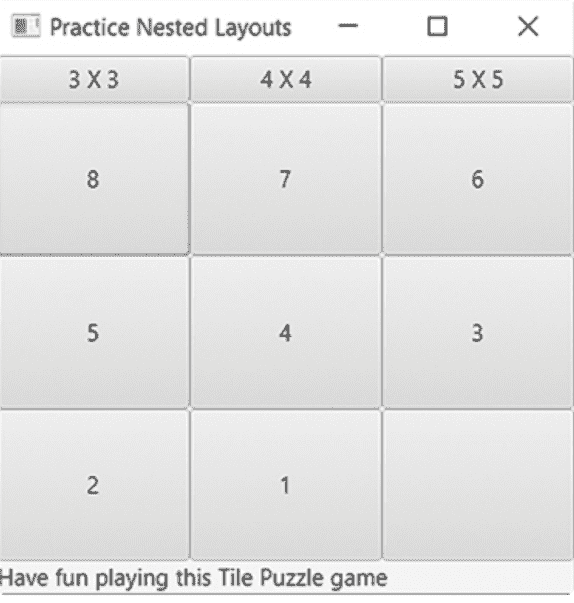 Practice Nested Layouts
3 X 3 4 X 4 5 X 5
8 7 6
5 4 3
2 1
Have fun playing this Tile Puzzle game